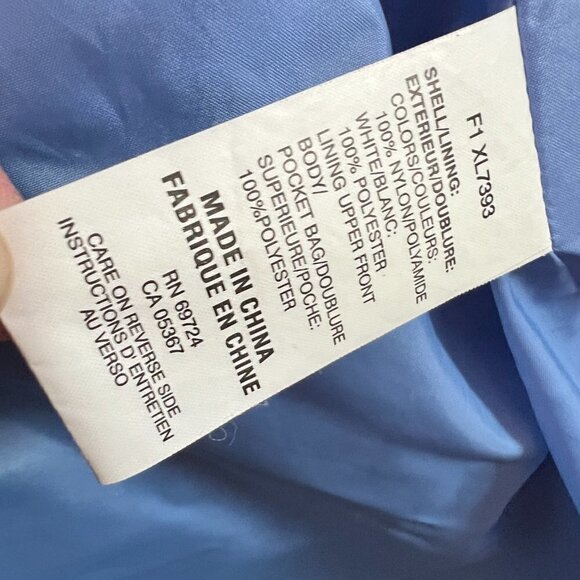 F1 XL7393
SHELL/LINING:
EXTERIEUR/DOUBLURE:
COLORS/COULEURS:
100% NYLON/POLYAMIDE
WHITE/BLANC:
100% POLYESTER
LINING UPPER FRONT
BODY/
POCKET BAG/DOUBLURE
SUPERIEURE/POCHE:
100%POLYESTER
MADE IN CHINA
FABRIQUE EN CHINE
RN 69724
CA 05367
CARE ON REVERSE SIDE
INSTRUCTIONS D'ENTRETIEN
AU VERSO